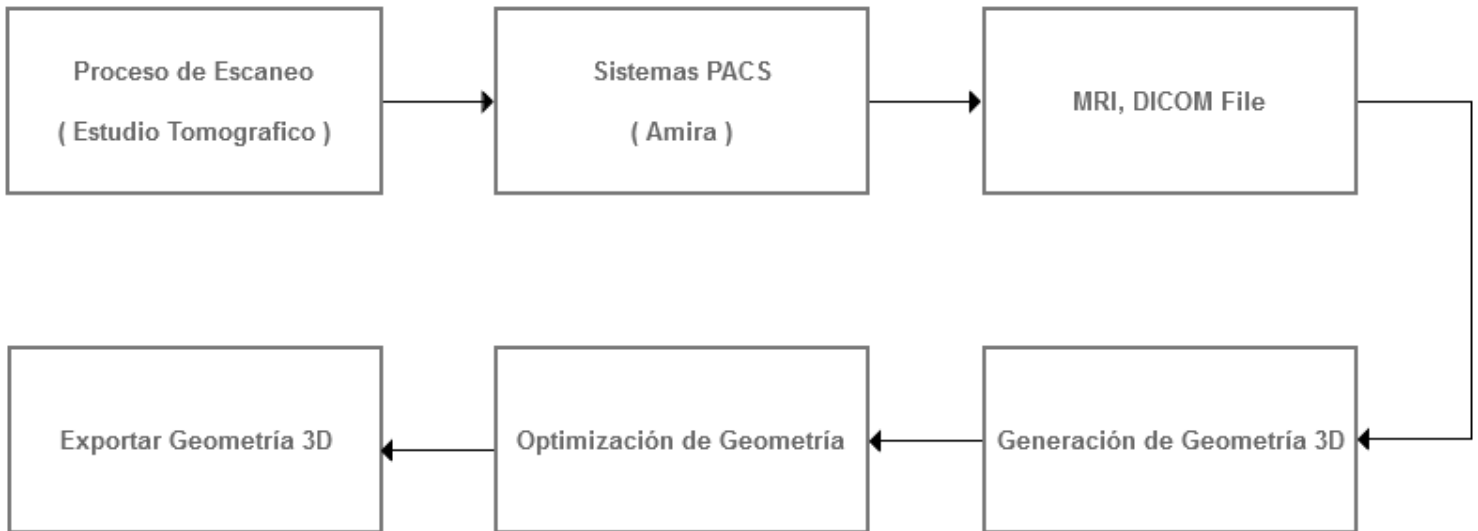 Proceso de Escaneo
( Estudio Tomografico )
Sistemas PACS
( Amira )
MRI, DICOM File
Generación de Geometría 3D
Optimización de Geometría
Exportar Geometría 3D